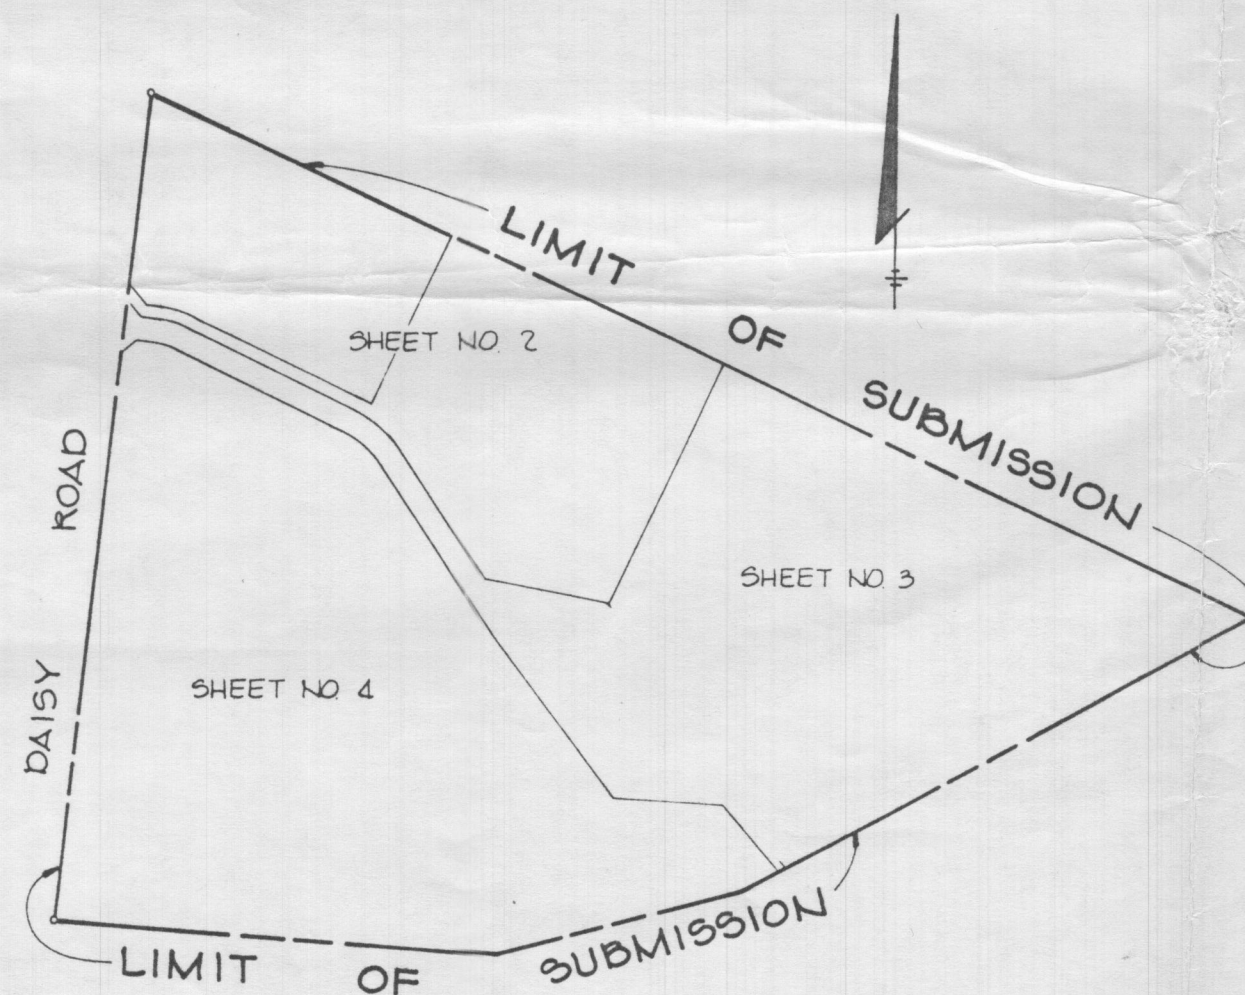 LIMIT OF SUBMISSION
SHEET NO. 2
DAISY ROAD
SHEET NO. 3
SHEET NO. 4
LIMIT OF SUBMISSION